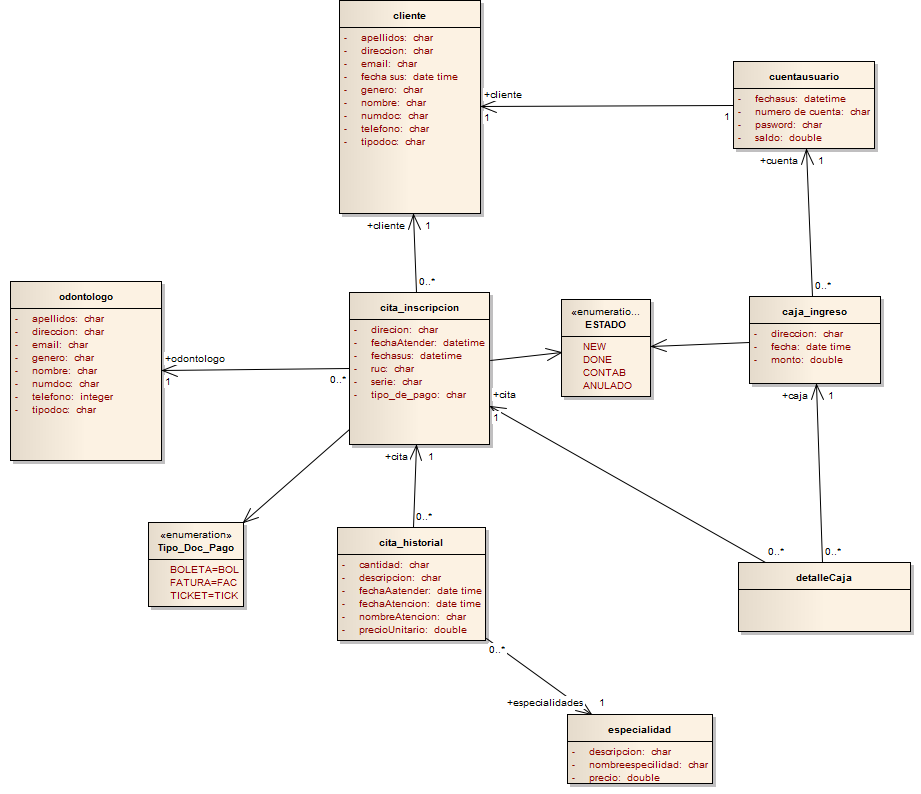 cliente
- apellidos: char
- direccion: char
- email: char
- fecha sus: date time
- genero: char
- nombre: char
- numdoc: char
- telefono: char
- tipodoc: char
+cliente
1
1
cuentausuario
- fechasus: datetime
- numero de cuenta: char
- pasword: char
- saldo: double
+cuenta 1
+cliente 1
0..*
0..*
odontologo
- apellidos: char
- direccion: char
- email: char
- genero: char
- nombre: char
- numdoc: char
- telefono: integer
- tipodoc: char
+odontologo
1
0..*
cita_inscripcion
- direcion: char
- fechaAtender: datetime
- fechasus: datetime
- ruc: char
- serie: char
- tipo_de_pago: char
«enumeratio...
ESTADO
NEW
DONE
CONTAB
ANULADO
caja_ingreso
- direccion: char
- fecha: date time
- monto: double
+cita
1
+caja 1
+cita 1
0..*
0..*
0..*
«enumeration»
Tipo_Doc_Pago
BOLETA=BOL
FATURA=FAC
TICKET=TICK
cita_historial
- cantidad: char
- descripcion: char
- fechaAatender: date time
- fechaAtencion: date time
- nombreAtencion: char
- precioUnitario: double
detalleCaja
0..*
+especialidades 1
especialidad
- descripcion: char
- nombreespecilidad: char
- precio: double